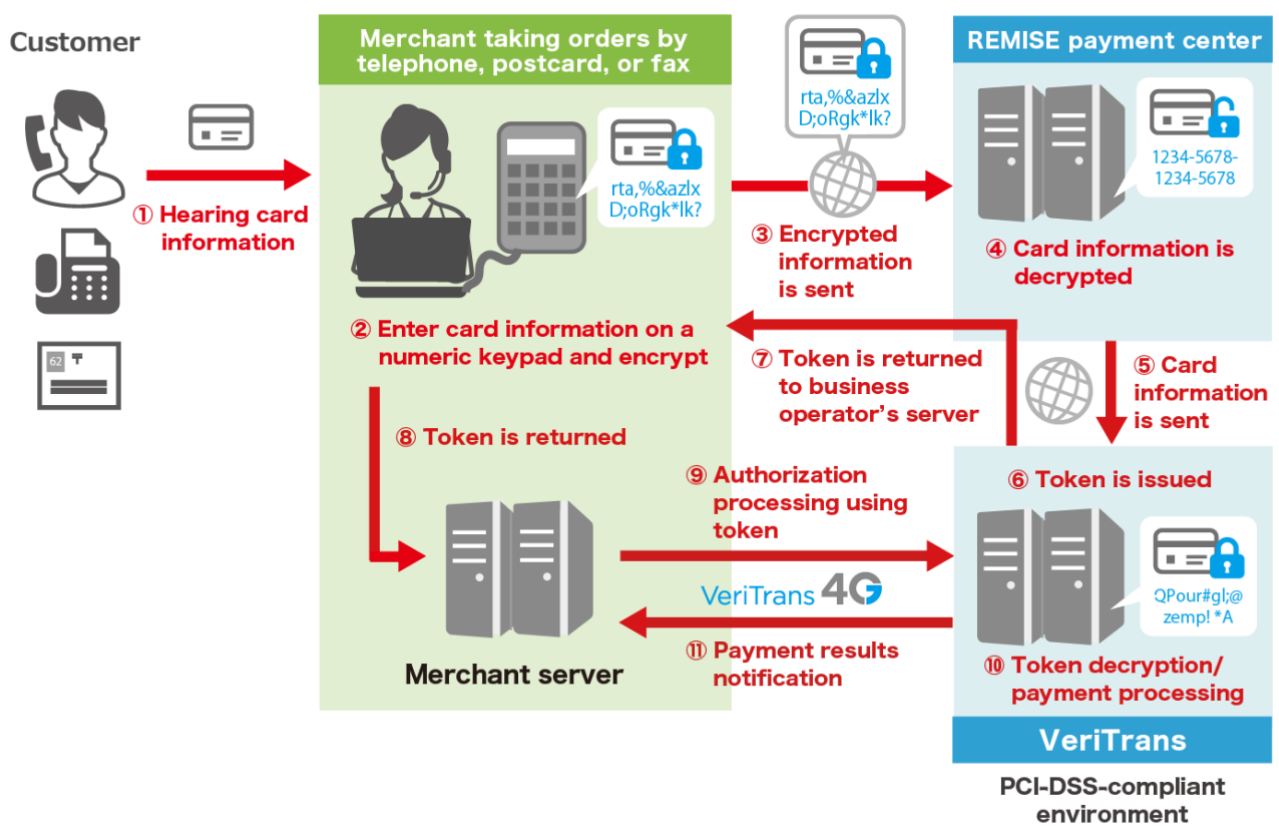 Customer
① Hearing card
information
62 〒
Merchant taking orders by
telephone, postcard, or fax
rta,%&azlx
D;oRgk*lk?
② Enter card information on a
numeric keypad and encrypt
rta,%&azlx
D;oRgk*lk?
③ Encrypted
information
is sent
REMISE payment center
1234-5678-
1234-5678
④ Card information is
decrypted
⑤ Card
information
is sent
⑥ Token is issued
⑦ Token is returned
to business
operator’s server
⑧ Token is returned
Merchant server
⑨ Authorization
processing using
token
VeriTrans 4G
⑪ Payment results
notification
QPour#gl;@
zemp! *A
⑩ Token decryption/
payment processing
VeriTrans
PCI-DSS-compliant
environment